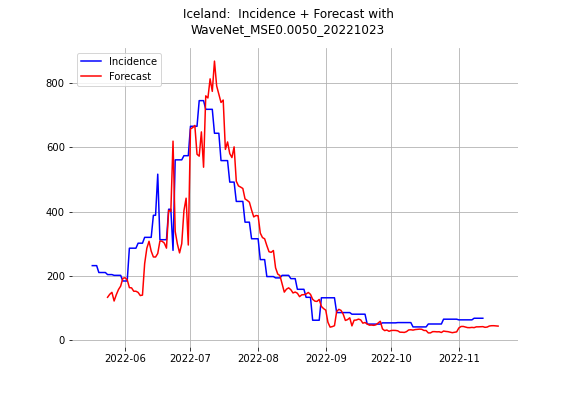 Iceland:  Incidence + Forecast with
WaveNet_MSE0.0050_20221023
Incidence
Forecast
800
600
400
200
0
2022-06
2022-07
2022-08
2022-09
2022-10
2022-11